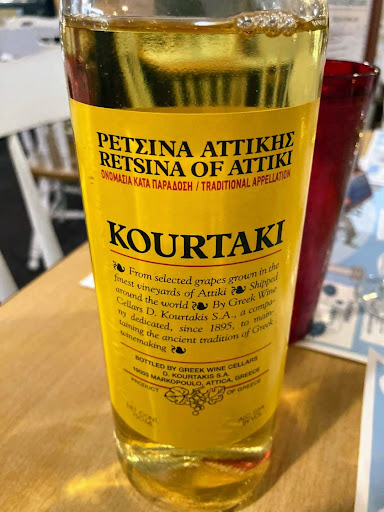 ΡΕΤΣΙΝΑ ΑΤΤΙΚΗΣ
RETSINA OF ATTIKI
ΟΝΟΜΑΣΙΑ ΚΑΤΑ ΠΑΡΑΔΟΣΗ / TRADITIONAL APPELLATION
KOURTAKI
From selected grapes grown in the
finest vineyards of Attiki Shipped
around the world By Greek Wine
Cellars D. Kourtakis S.A., a compa-
ny dedicated, since 1895, to main-
taining the ancient tradition of Greek
winemaking
BOTTLED BY GREEK WINE CELLARS
D. KOURTAKIS S.A.
19003 MARKOPOULO, ATTICA, GREECE
PRODUCT OF GREECE